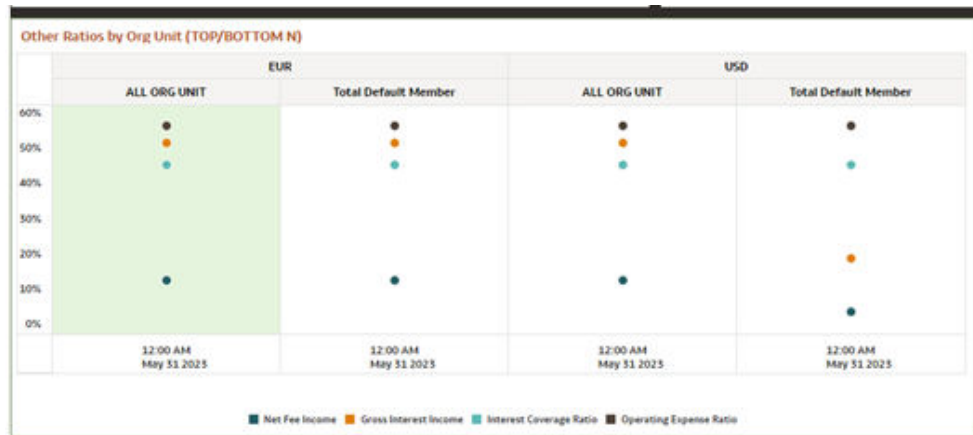 Other Ratios by Org Unit (TOP/BOTTOM N)
EUR USD
ALL ORG UNIT Total Default Member ALL ORG UNIT Total Default Member
60%
50%
40%
30%
20%
10%
0%
12:00 AM 12:00 AM 12:00 AM 12:00 AM
May 31 2023 May 31 2023 May 31 2023 May 31 2023
Net Fee Income Gross Interest Income Interest Coverage Ratio Operating Expense Ratio